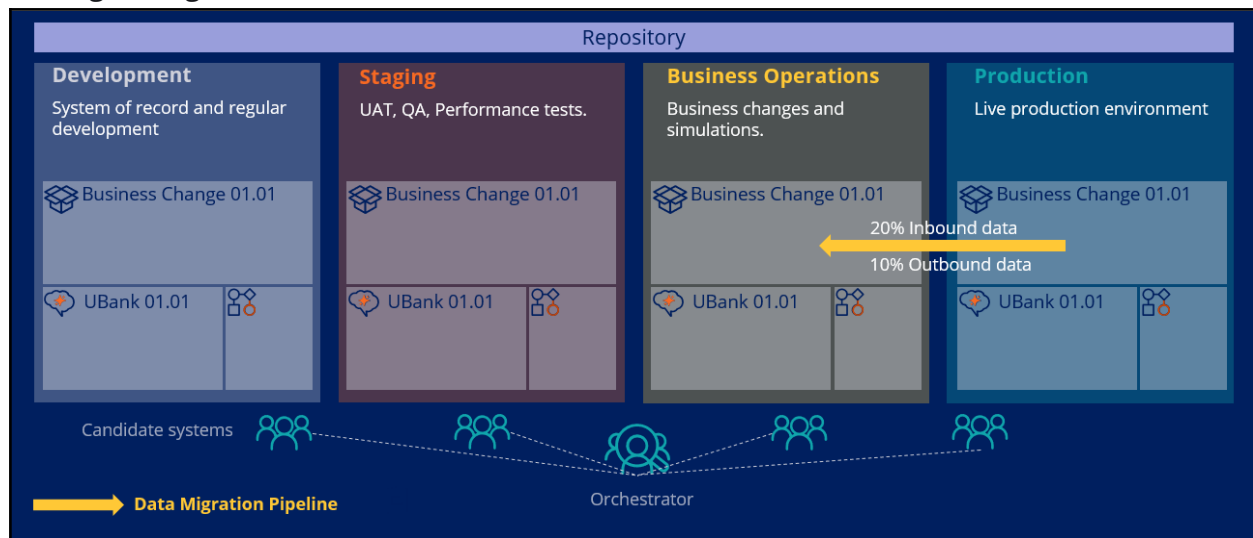 Repository
Development
System of record and regular
development
Staging
UAT, QA, Performance tests.
Business Operations
Business changes and
simulations.
Production
Live production environment
Business Change 01.01
Business Change 01.01
Business Change 01.01
Business Change 01.01
20% Inbound data
10% Outbound data
UBank 01.01
UBank 01.01
UBank 01.01
UBank 01.01
Candidate systems
Orchestrator
Data Migration Pipeline